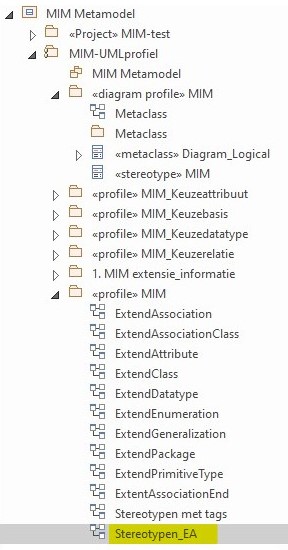 MIM Metamodel
«Project» MIM-test
MIM-UMLprofiel
MIM Metamodel
«diagram profile» MIM
Metaclass
Metaclass
«metaclass» Diagram_Logical
«stereotype» MIM
«profile» MIM_Keuzeattribuut
«profile» MIM_Keuzebasis
«profile» MIM_Keuzedatatype
«profile» MIM_Keuzerelatie
1. MIM extensie_informatie
«profile» MIM
ExtendAssociation
ExtendAssociationClass
ExtendAttribute
ExtendClass
ExtendDatatype
ExtendEnumeration
ExtendGeneralization
ExtendPackage
ExtendPrimitiveType
ExtentAssociationEnd
Stereotypen met tags
Stereotypen_EA